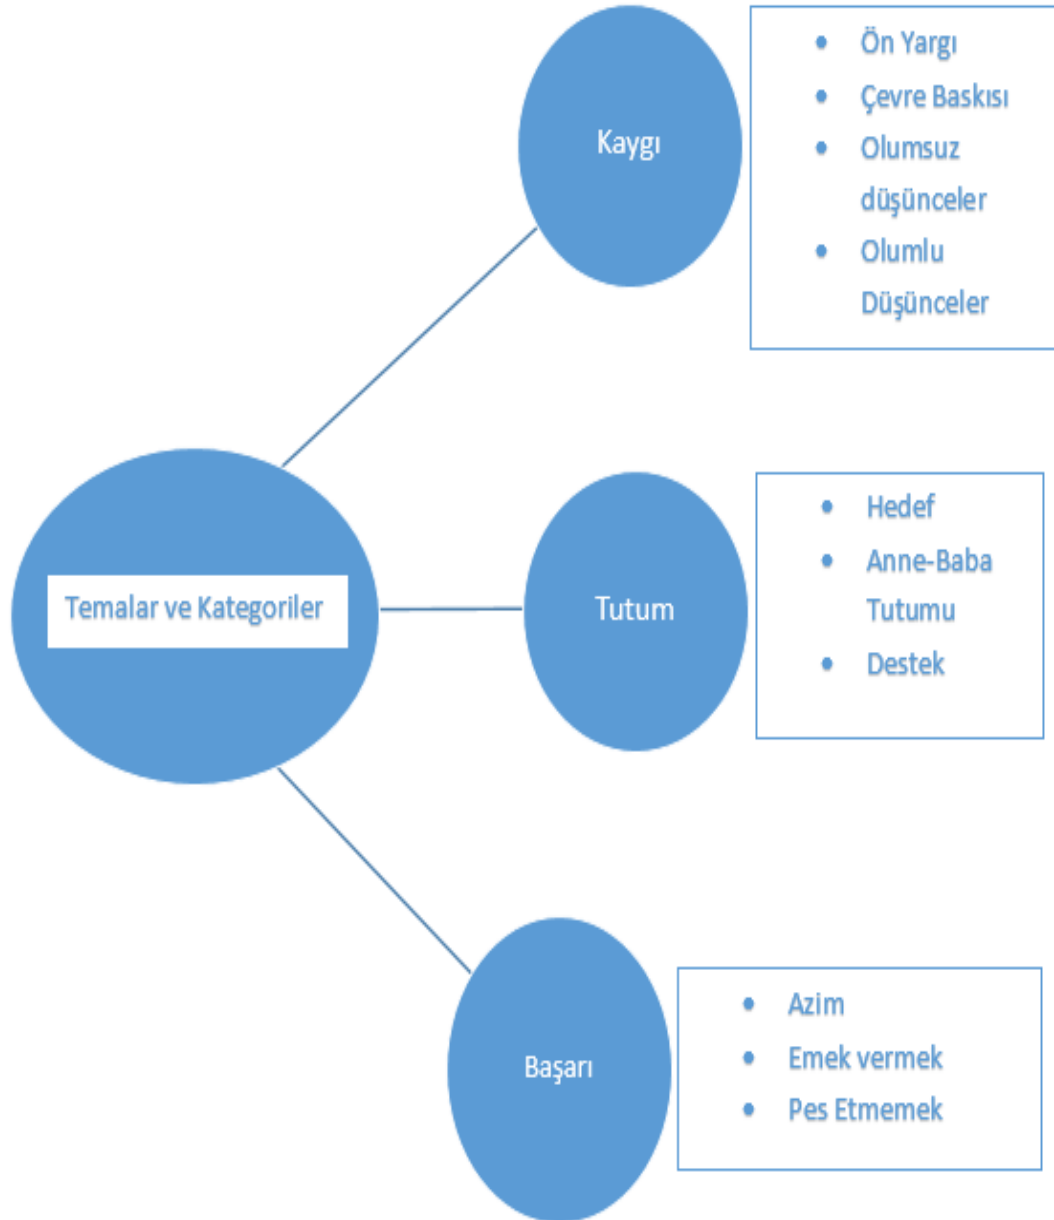 Kaygı
Ön Yargı
Çevre Baskısı
Olumsuz
düşünceler
Olumlu
Düşünceler
Temalar ve Kategoriler
Tutum
Hedef
Anne-Baba
Tutumu
Destek
Başarı
Azim
Emek vermek
Pes Etmemek